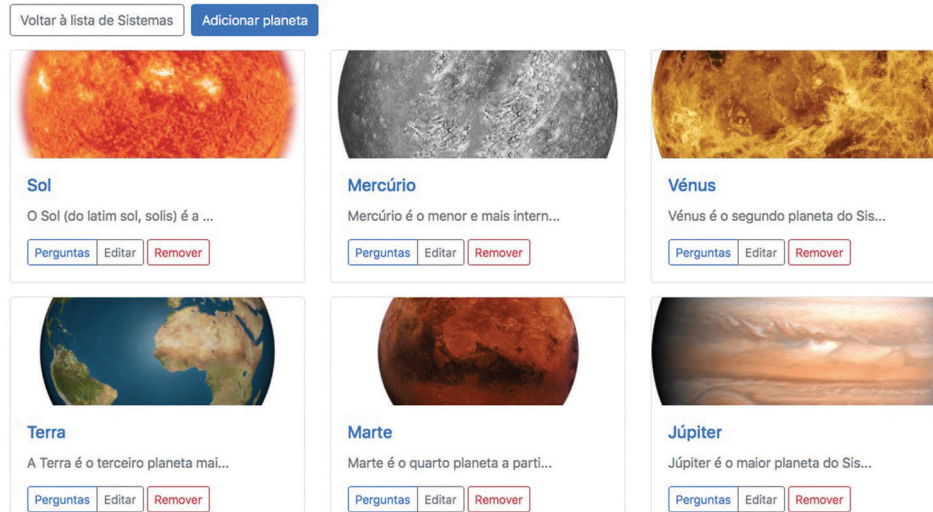 Voltar à lista de Sistemas Adicionar planeta
Sol
O Sol (do latim sol, solis) é a ...
Perguntas Editar Remover
Mercúrio
Mercúrio é o menor e mais intern...
Perguntas Editar Remover
Vénus
Vénus é o segundo planeta do Sis...
Perguntas Editar Remover
Terra
A Terra é o terceiro planeta mai...
Perguntas Editar Remover
Marte
Marte é o quarto planeta a parti...
Perguntas Editar Remover
Júpiter
Júpiter é o maior planeta do Sis...
Perguntas Editar Remover